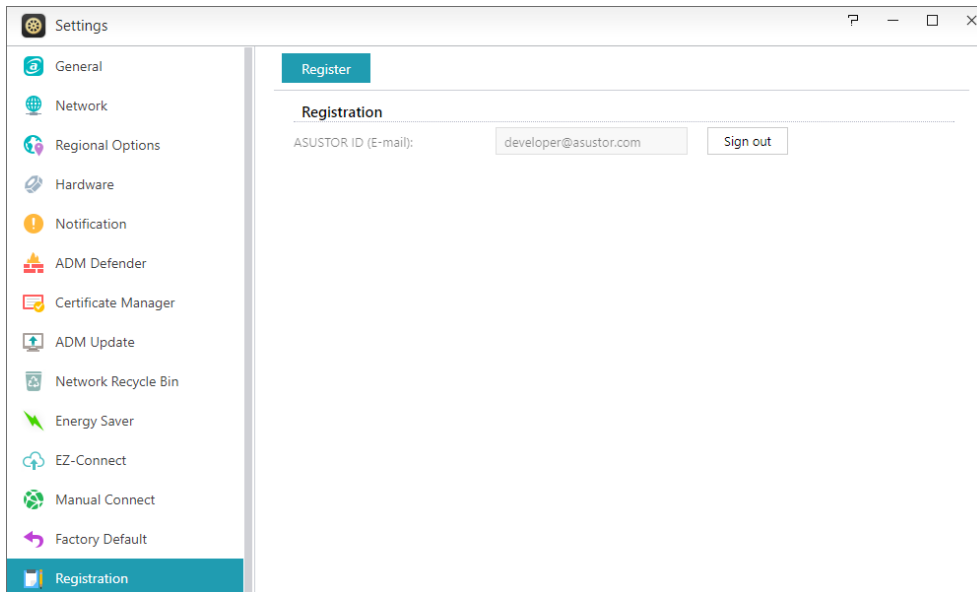 Settings
General
Network
Regional Options
Hardware
Notification
ADM Defender
Certificate Manager
ADM Update
Network Recycle Bin
Energy Saver
EZ-Connect
Manual Connect
Factory Default
Registration
Register
Registration
ASUSTOR ID (E-mail): developer@asustor.com Sign out